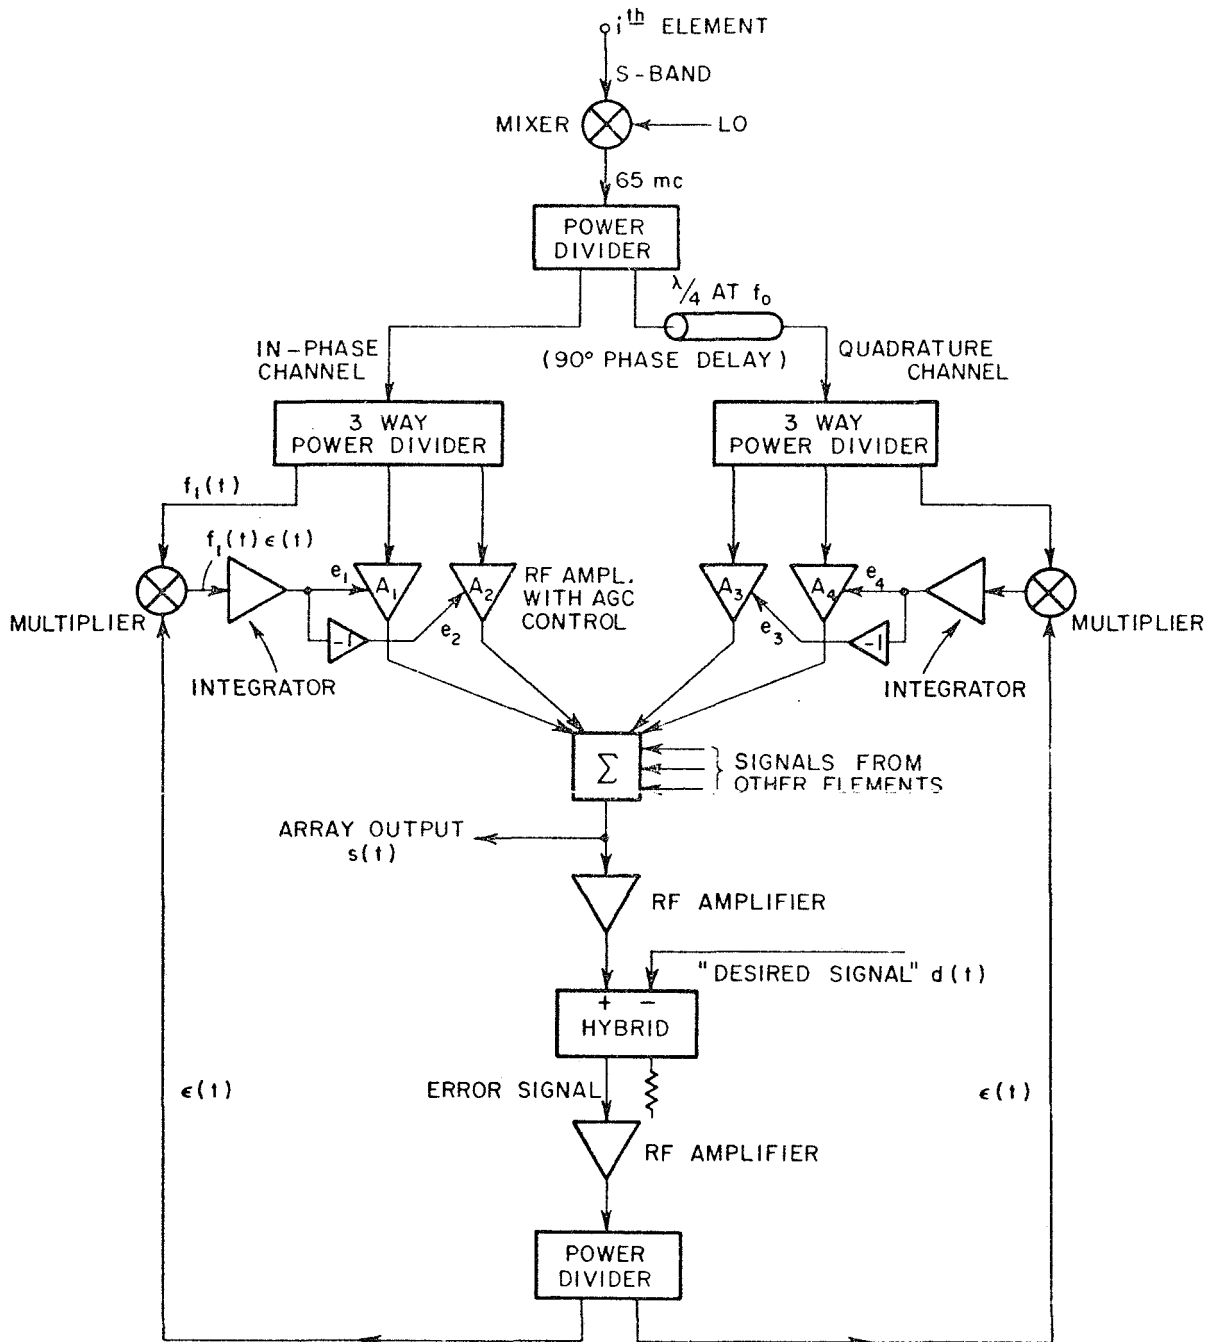 i th ELEMENT
S-BAND
MIXER
LO
65 mc
POWER
DIVIDER
λ/4 AT f₀
(90° PHASE DELAY)
IN-PHASE
CHANNEL
QUADRATURE
CHANNEL
3 WAY
POWER DIVIDER
3 WAY
POWER DIVIDER
f₁(t)
f₁(t)ϵ(t)
e₁
A₁
A₂
RF AMPL.
WITH AGC
CONTROL
A₃
A₄
e₄
MULTIPLIER
-1
e₂
e₃
-1
MULTIPLIER
INTEGRATOR
INTEGRATOR
Σ
SIGNALS FROM
OTHER ELEMENTS
ARRAY OUTPUT
s(t)
RF AMPLIFIER
"DESIRED SIGNAL" d(t)
+ −
HYBRID
ϵ(t)
ERROR SIGNAL
ϵ(t)
RF AMPLIFIER
POWER
DIVIDER